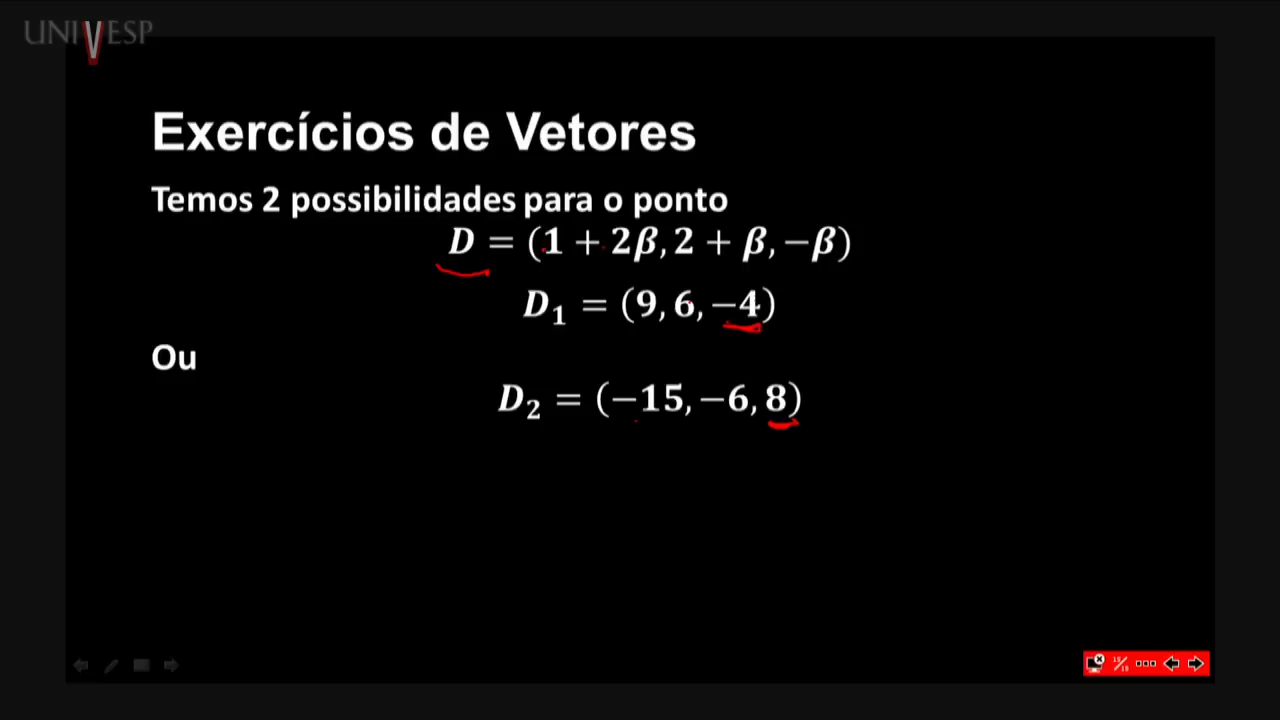 UNIVESP
Exercícios de Vetores
Temos 2 possibilidades para o ponto
D = (1 + 2β, 2 + β, −β)
D₁ = (9, 6, −4)
Ou
D₂ = (−15, −6, 8)